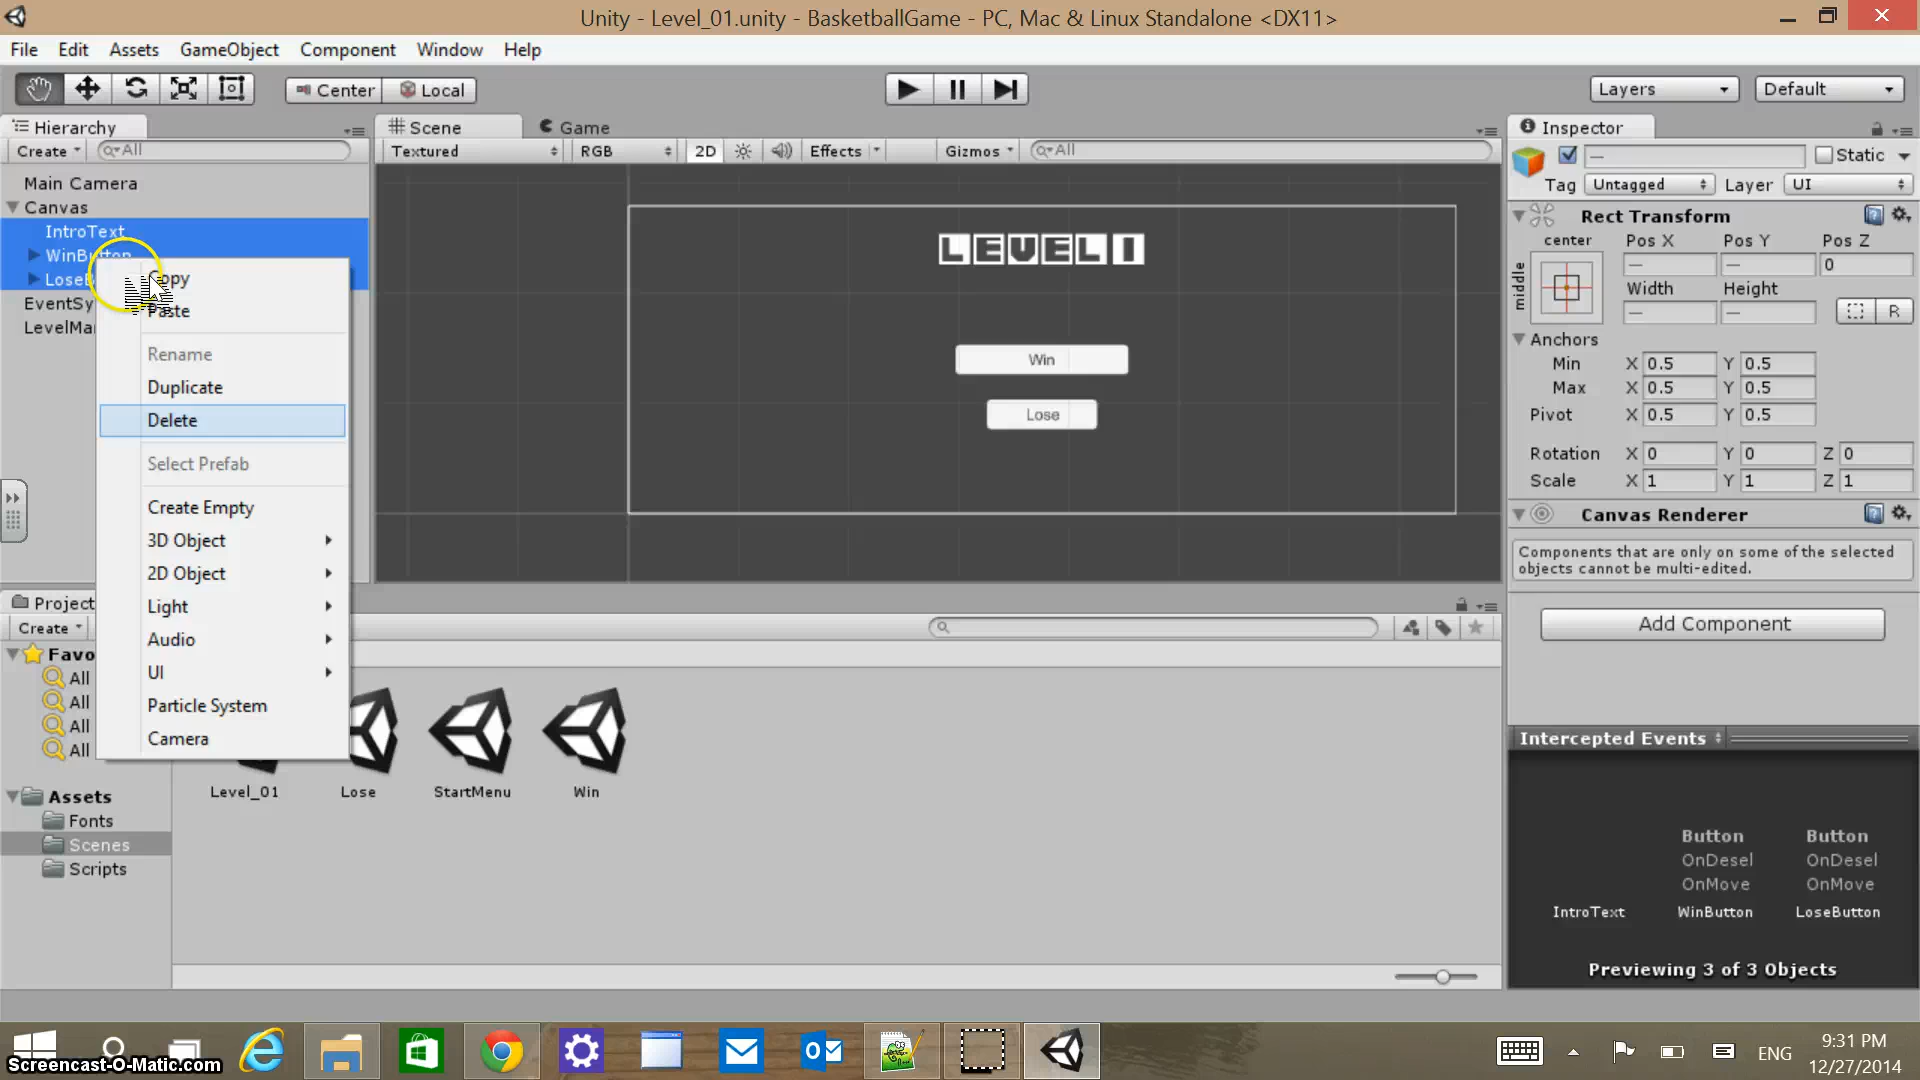 Unity - Level_01.unity - BasketballGame - PC, Mac & Linux Standalone <DX11>
File Edit Assets GameObject Component Window Help
Center Local Layers Default
Hierarchy
Create All
Main Camera
Canvas
IntroText
WinButton
EventSy
LevelMa
Copy
Paste
Rename
Duplicate
Delete
Select Prefab
Create Empty
3D Object
2D Object
Light
Audio
UI
Particle System
Camera
Scene Game
Textured RGB 2D Effects Gizmos All
LEVEL 1
Win
Lose
Inspector
— Static
Tag Untagged Layer UI
Rect Transform
center Pos X Pos Y Pos Z
middle — — 0
Width Height
— — R
Anchors
Min X 0.5 Y 0.5
Max X 0.5 Y 0.5
Pivot X 0.5 Y 0.5
Rotation X 0 Y 0 Z 0
Scale X 1 Y 1 Z 1
Canvas Renderer
Components that are only on some of the selected
objects cannot be multi-edited.
Add Component
Intercepted Events
Button Button
OnDesel OnDesel
OnMove OnMove
IntroText WinButton LoseButton
Previewing 3 of 3 Objects
Project
Create
Favo
All
All
All
All
Assets
Fonts
Scenes
Scripts
Level_01 Lose StartMenu Win
Screencast-O-Matic.com
ENG
9:31 PM
12/27/2014